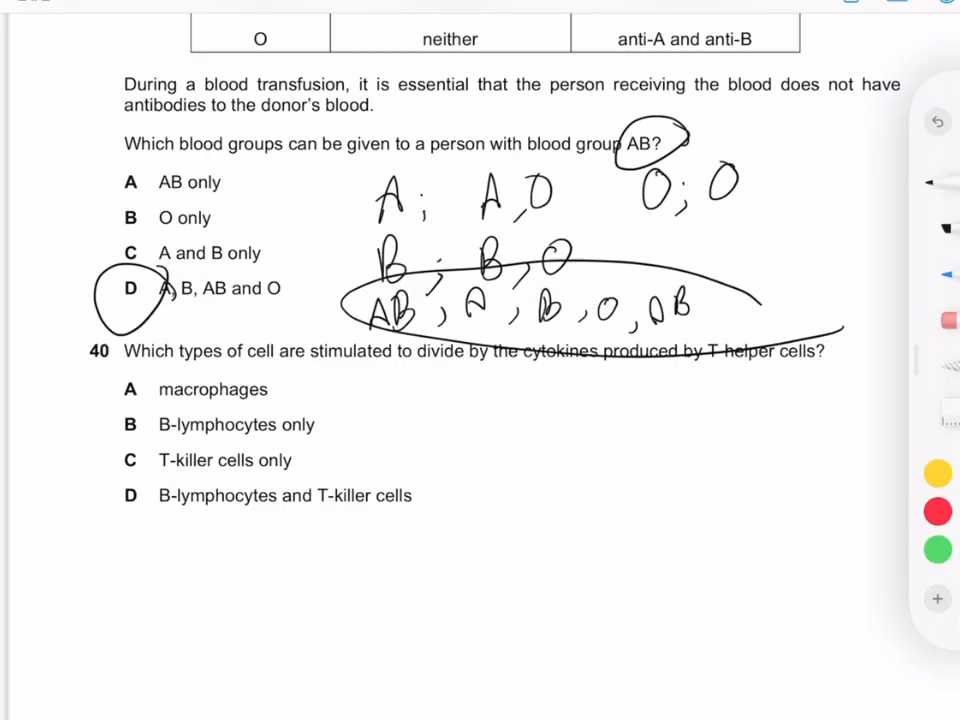 O neither anti-A and anti-B
During a blood transfusion, it is essential that the person receiving the blood does not have
antibodies to the donor's blood.
Which blood groups can be given to a person with blood group AB?
A AB only
B O only
C A and B only
D A, B, AB and O
A; A, O O; O
B; B, O
AB, A, B, O, AB
40 Which types of cell are stimulated to divide by the cytokines produced by T-helper cells?
A macrophages
B B-lymphocytes only
C T-killer cells only
D B-lymphocytes and T-killer cells